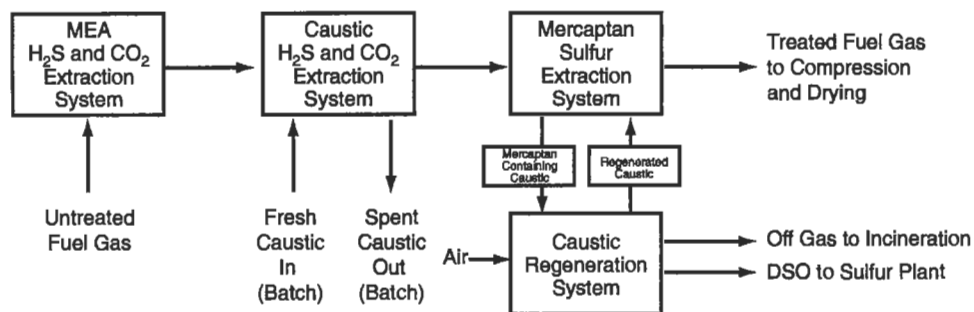 MEA
H₂S and CO₂
Extraction
System
Caustic
H₂S and CO₂
Extraction
System
Mercaptan
Sulfur
Extraction
System
Treated Fuel Gas
to Compression
and Drying
Mercaptan
Containing
Caustic
Regenerated
Caustic
Untreated
Fuel Gas
Fresh
Caustic
In
(Batch)
Spent
Caustic
Out
(Batch)
Air
Caustic
Regeneration
System
Off Gas to Incineration
DSO to Sulfur Plant